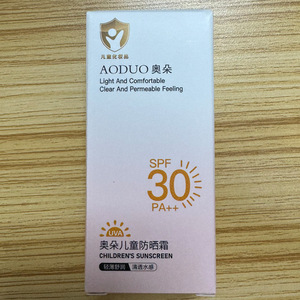 儿童化妆品
AODUO 奥朵
Light And Comfortable
Clear And Permeable Feeling
SPF
30
PA++
UVA
奥朵儿童防晒霜
CHILDREN'S SUNSCREEN
轻薄舒润 清透水感